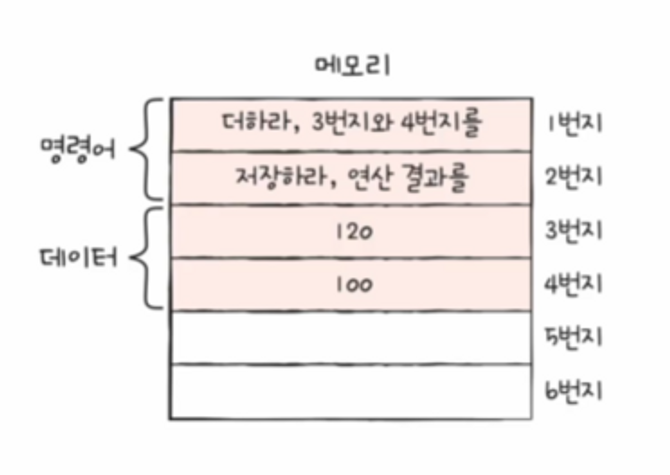 메모리
명령어
더하라, 3번지와 4번지를 1번지
저장하라, 연산 결과를 2번지
데이터
120 3번지
100 4번지
5번지
6번지